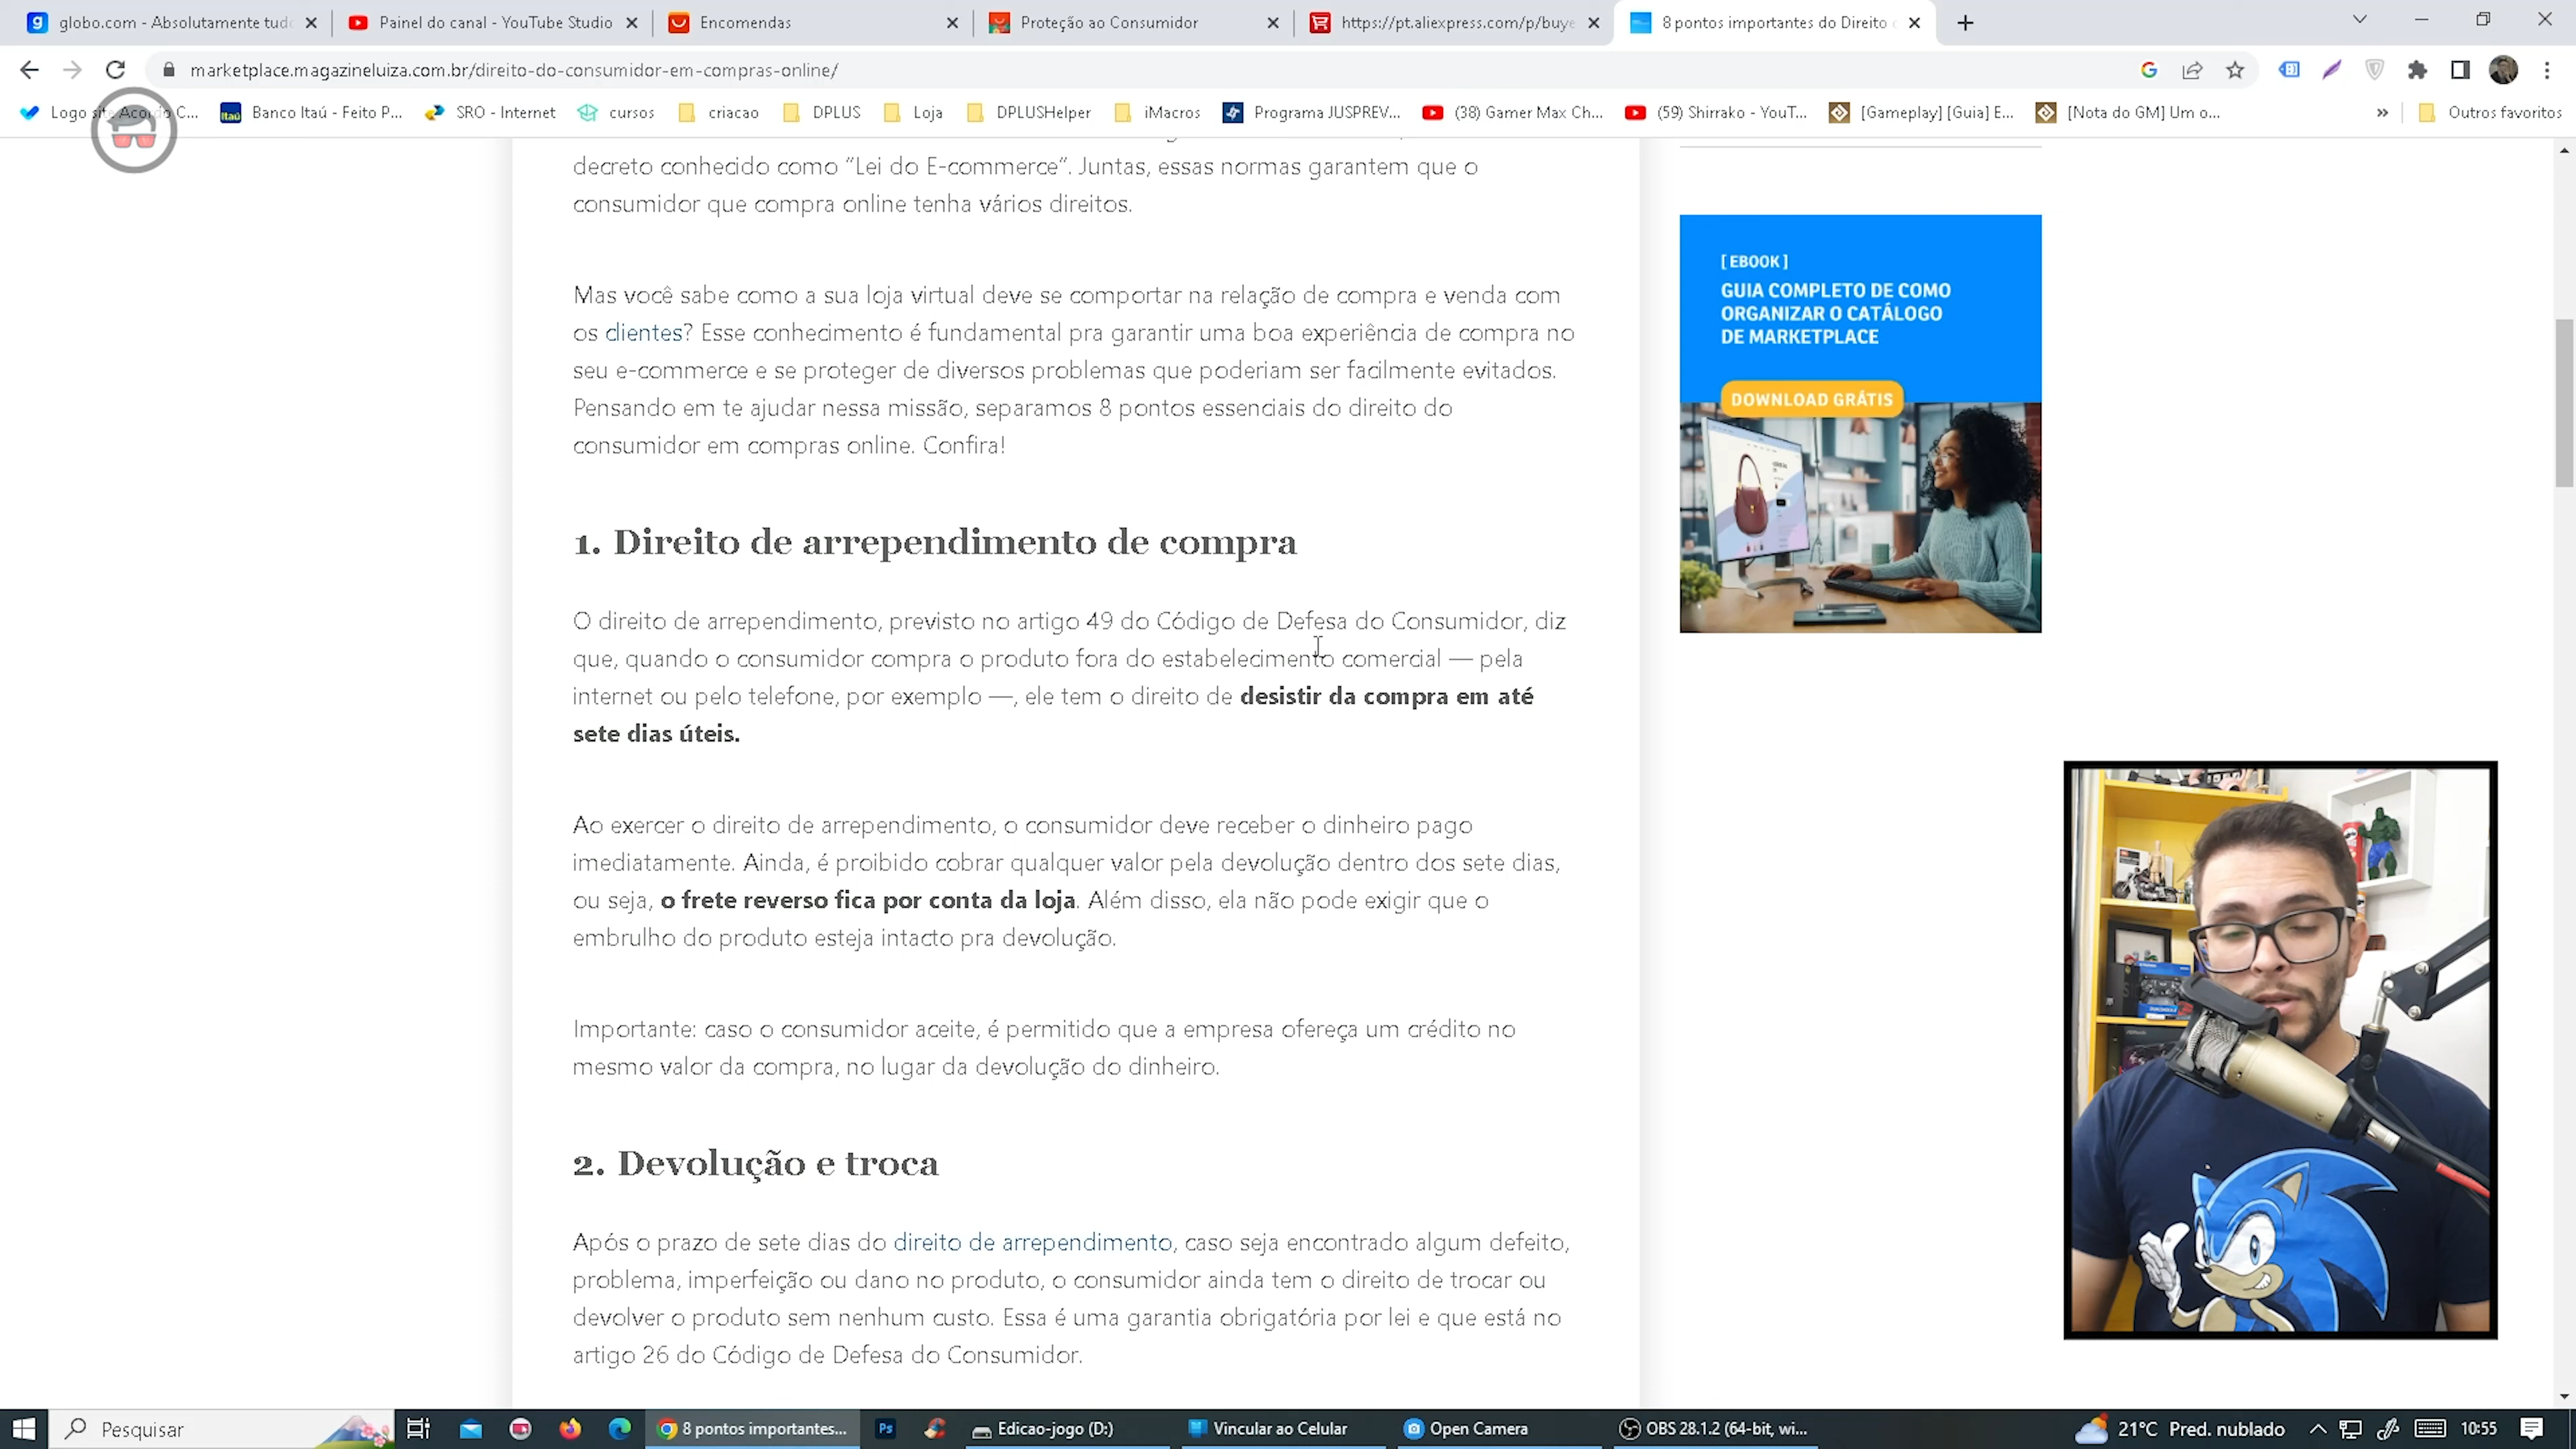 globo.com - Absolutamente tudo
Painel do canal - YouTube Studio
Encomendas
Proteção ao Consumidor
https://pt.aliexpress.com/p/buye
8 pontos importantes do Direito
marketplace.magazineluiza.com.br/direito-do-consumidor-em-compras-online/
Logo site Acordo C...
Banco Itaú - Feito P...
SRO - Internet
cursos
criacao
DPLUS
Loja
DPLUSHelper
iMacros
Programa JUSPREV...
(38) Gamer Max Ch...
(59) Shirrako - YouT...
[Gameplay] [Guia] E...
[Nota do GM] Um o...
»
Outros favoritos
decreto conhecido como “Lei do E-commerce”. Juntas, essas normas garantem que o
consumidor que compra online tenha vários direitos.
Mas você sabe como a sua loja virtual deve se comportar na relação de compra e venda com
os clientes? Esse conhecimento é fundamental pra garantir uma boa experiência de compra no
seu e-commerce e se proteger de diversos problemas que poderiam ser facilmente evitados.
Pensando em te ajudar nessa missão, separamos 8 pontos essenciais do direito do
consumidor em compras online. Confira!
1. Direito de arrependimento de compra
O direito de arrependimento, previsto no artigo 49 do Código de Defesa do Consumidor, diz
que, quando o consumidor compra o produto fora do estabelecimento comercial — pela
internet ou pelo telefone, por exemplo —, ele tem o direito de desistir da compra em até
sete dias úteis.
Ao exercer o direito de arrependimento, o consumidor deve receber o dinheiro pago
imediatamente. Ainda, é proibido cobrar qualquer valor pela devolução dentro dos sete dias,
ou seja, o frete reverso fica por conta da loja. Além disso, ela não pode exigir que o
embrulho do produto esteja intacto pra devolução.
Importante: caso o consumidor aceite, é permitido que a empresa ofereça um crédito no
mesmo valor da compra, no lugar da devolução do dinheiro.
2. Devolução e troca
Após o prazo de sete dias do direito de arrependimento, caso seja encontrado algum defeito,
problema, imperfeição ou dano no produto, o consumidor ainda tem o direito de trocar ou
devolver o produto sem nenhum custo. Essa é uma garantia obrigatória por lei e que está no
artigo 26 do Código de Defesa do Consumidor.
[ EBOOK ]
GUIA COMPLETO DE COMO
ORGANIZAR O CATÁLOGO
DE MARKETPLACE
DOWNLOAD GRÁTIS
Pesquisar
8 pontos importantes...
Ps
Edicao-jogo (D:)
Vincular ao Celular
Open Camera
OBS 28.1.2 (64-bit, wi...
21°C Pred. nublado
10:55